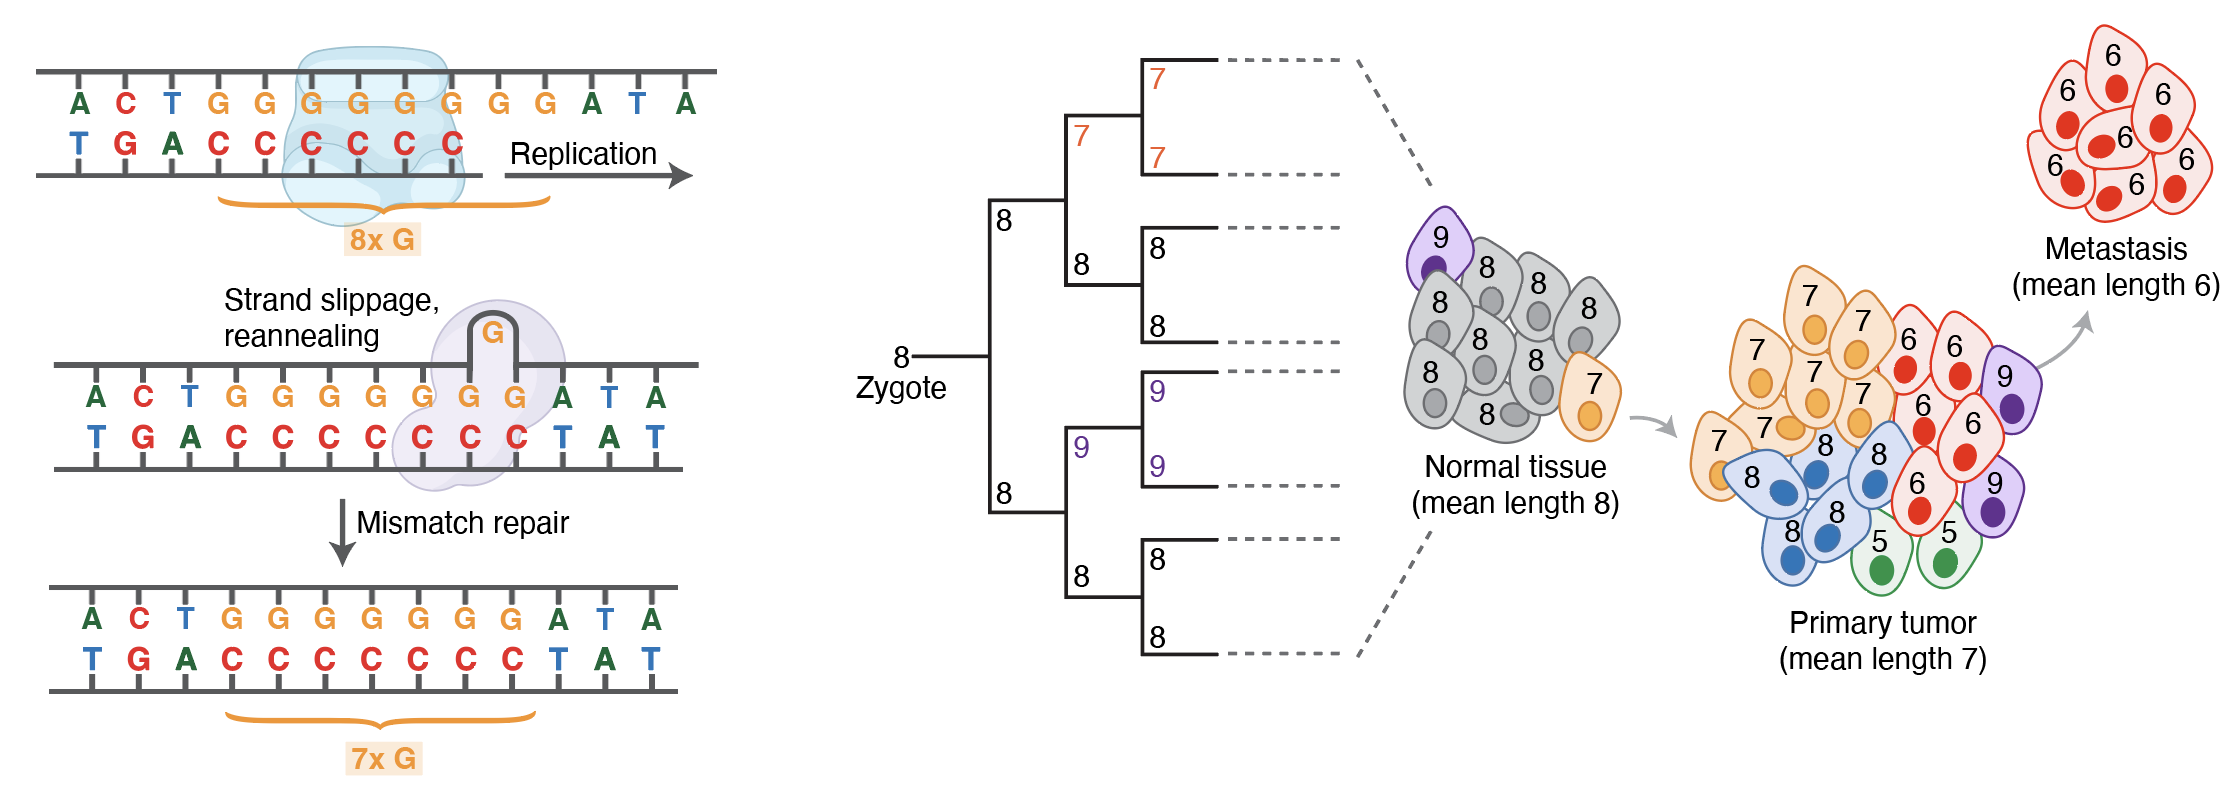 A C T G G G G G G G G A T A
T G A C C C C C C
Replication
8x G
Strand slippage,
reannealing
G
A C T G G G G G G G A T A
T G A C C C C C C C T A T
Mismatch repair
A C T G G G G G G G A T A
T G A C C C C C C C T A T
7x G
8
Zygote
8
8
7
8
9
8
7
7
8
8
9
9
8
8
9
8
8
8
8
8
8
8
7
8
Normal tissue
(mean length 8)
7
7
6
6
7
7
9
7
6
6
7
7
8
8
8
6
9
8
8
5
5
Primary tumor
(mean length 7)
6
6
6
6
6
6
6
Metastasis
(mean length 6)